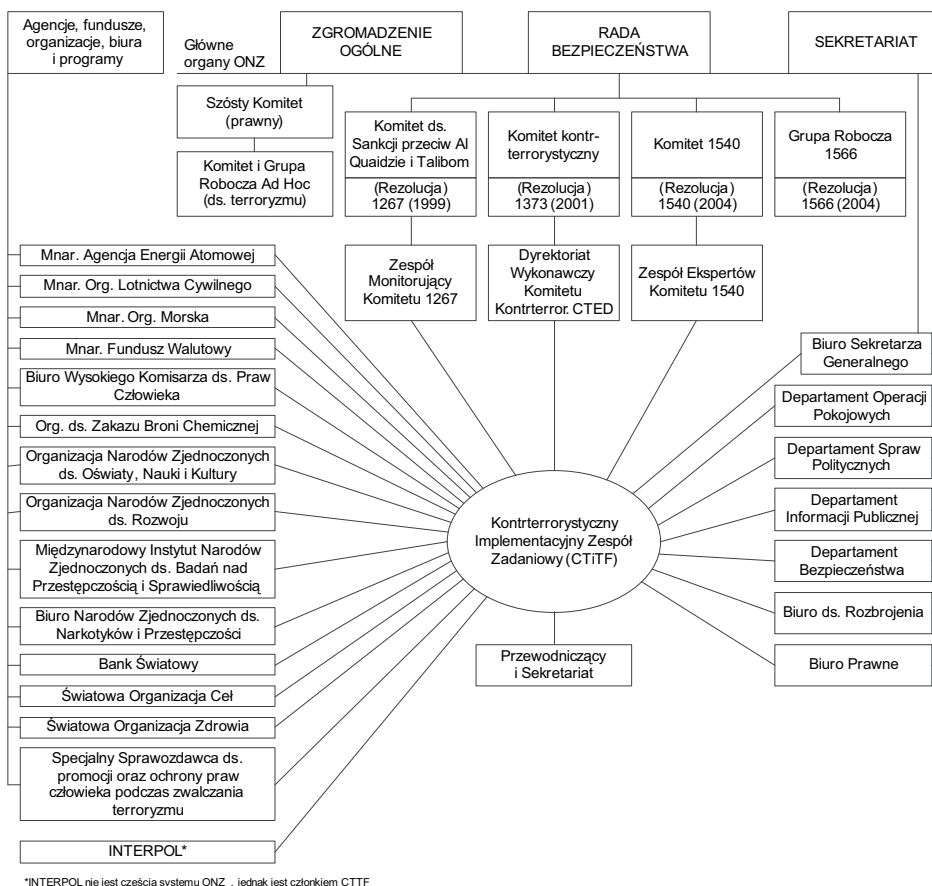 Agencje, fundusze,
organizacje, biura
i programy
Główne
organy ONZ
ZGROMADZENIE
OGÓLNE
RADA
BEZPIECZEŃSTWA
SEKRETARIAT
Szósty Komitet
(prawny)
Komitet i Grupa
Robocza Ad Hoc
(ds. terroryzmu)
Komitet ds.
Sankcji przeciw Al
Quaidzie i Talibom
(Rezolucja)
1267 (1999)
Komitet kontr-
terrorystyczny
(Rezolucja)
1373 (2001)
Komitet 1540
(Rezolucja)
1540 (2004)
Grupa Robocza
1566
(Rezolucja)
1566 (2004)
Zespół
Monitorujący
Komitetu 1267
Dyrektoriat
Wykonawczy
Komitetu
Kontrterror. CTED
Zespół Ekspertów
Komitetu 1540
Mnar. Agencja Energii Atomowej
Mnar. Org. Lotnictwa Cywilnego
Mnar. Org. Morska
Mnar. Fundusz Walutowy
Biuro Wysokiego Komisarza ds. Praw
Człowieka
Org. ds. Zakazu Broni Chemicznej
Organizacja Narodów Zjednoczonych
ds. Oświaty, Nauki i Kultury
Organizacja Narodów Zjednoczonych
ds. Rozwoju
Międzynarodowy Instytut Narodów
Zjednoczonych ds. Badań nad
Przestępczością i Sprawiedliwością
Biuro Narodów Zjednoczonych ds.
Narkotyków i Przestępczości
Bank Światowy
Światowa Organizacja Ceł
Światowa Organizacja Zdrowia
Specjalny Sprawozdawca ds.
promocji oraz ochrony praw
człowieka podczas zwalczania
terroryzmu
INTERPOL*
Kontrterrorystyczny
Implementacyjny Zespół
Zadaniowy (CTiTF)
Przewodniczący
i Sekretariat
Biuro Sekretarza
Generalnego
Departament Operacji
Pokojowych
Departament Spraw
Politycznych
Departament
Informacji Publicznej
Departament
Bezpieczeństwa
Biuro ds. Rozbrojenia
Biuro Prawne
*INTERPOL nie jest częścią systemu ONZ , jednak jest członkiem CTTF